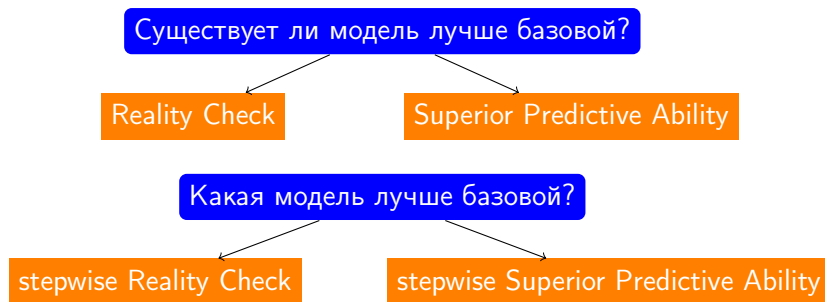 Существует ли модель лучше базовой?
Reality Check
Superior Predictive Ability
Какая модель лучше базовой?
stepwise Reality Check
stepwise Superior Predictive Ability